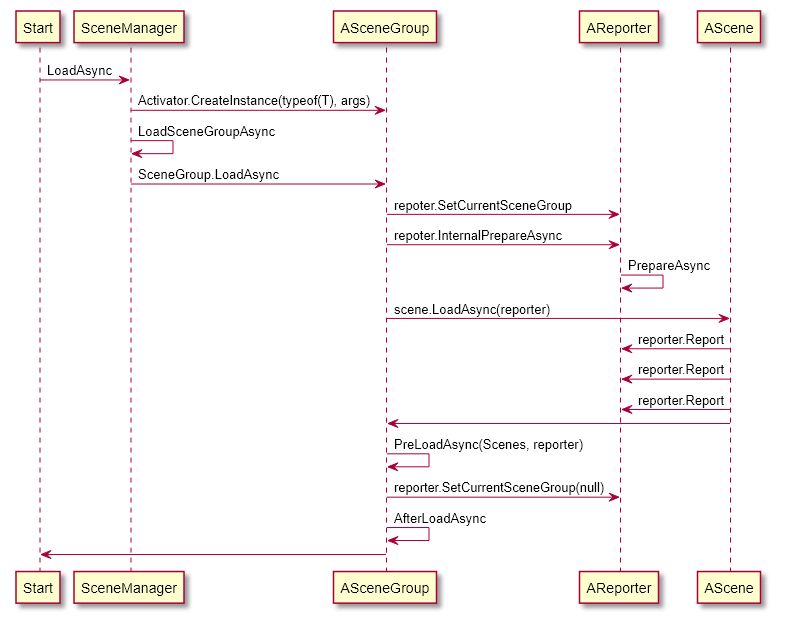 Start SceneManager ASceneGroup AReporter AScene
LoadAsync
Activator.CreateInstance(typeof(T), args)
LoadSceneGroupAsync
SceneGroup.LoadAsync
repoter.SetCurrentSceneGroup
repoter.InternalPrepareAsync
PrepareAsync
scene.LoadAsync(reporter)
reporter.Report
reporter.Report
reporter.Report
PreLoadAsync(Scenes, reporter)
reporter.SetCurrentSceneGroup(null)
AfterLoadAsync
Start SceneManager ASceneGroup AReporter AScene